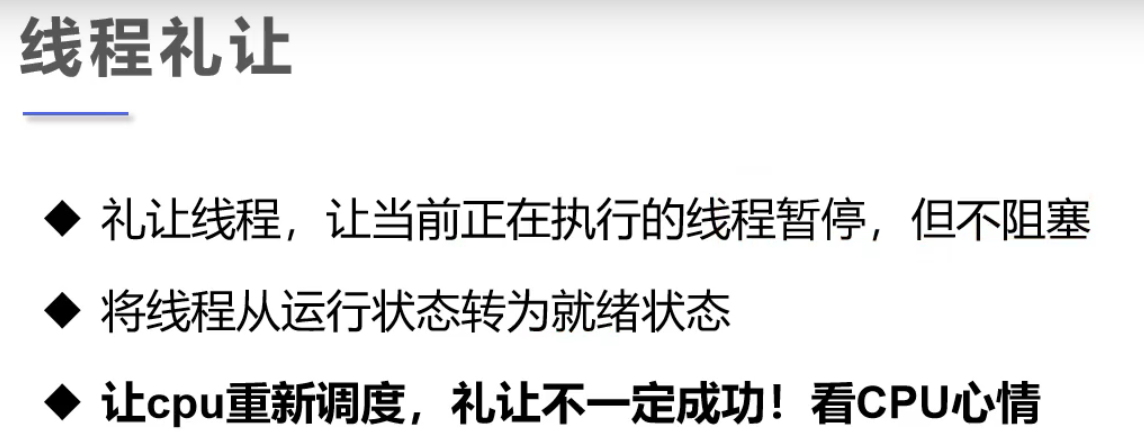 线程礼让
◆ 礼让线程，让当前正在执行的线程暂停，但不阻塞
◆ 将线程从运行状态转为就绪状态
◆ 让cpu重新调度，礼让不一定成功！看CPU心情